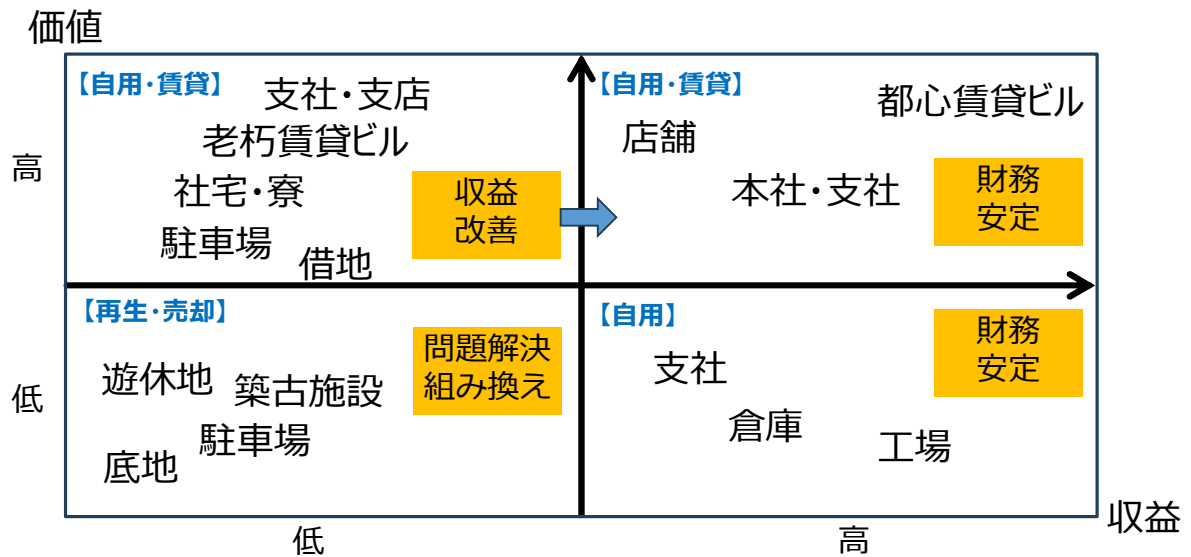 価値
高
低
【自用・賃貸】
支社・支店
老朽賃貸ビル
社宅・寮
駐車場
借地
収益
改善
【自用・賃貸】
都心賃貸ビル
店舗
本社・支社
財務
安定
【再生・売却】
問題解決
組み換え
遊休地
築古施設
駐車場
底地
【自用】
財務
安定
支社
倉庫
工場
低
高
収益